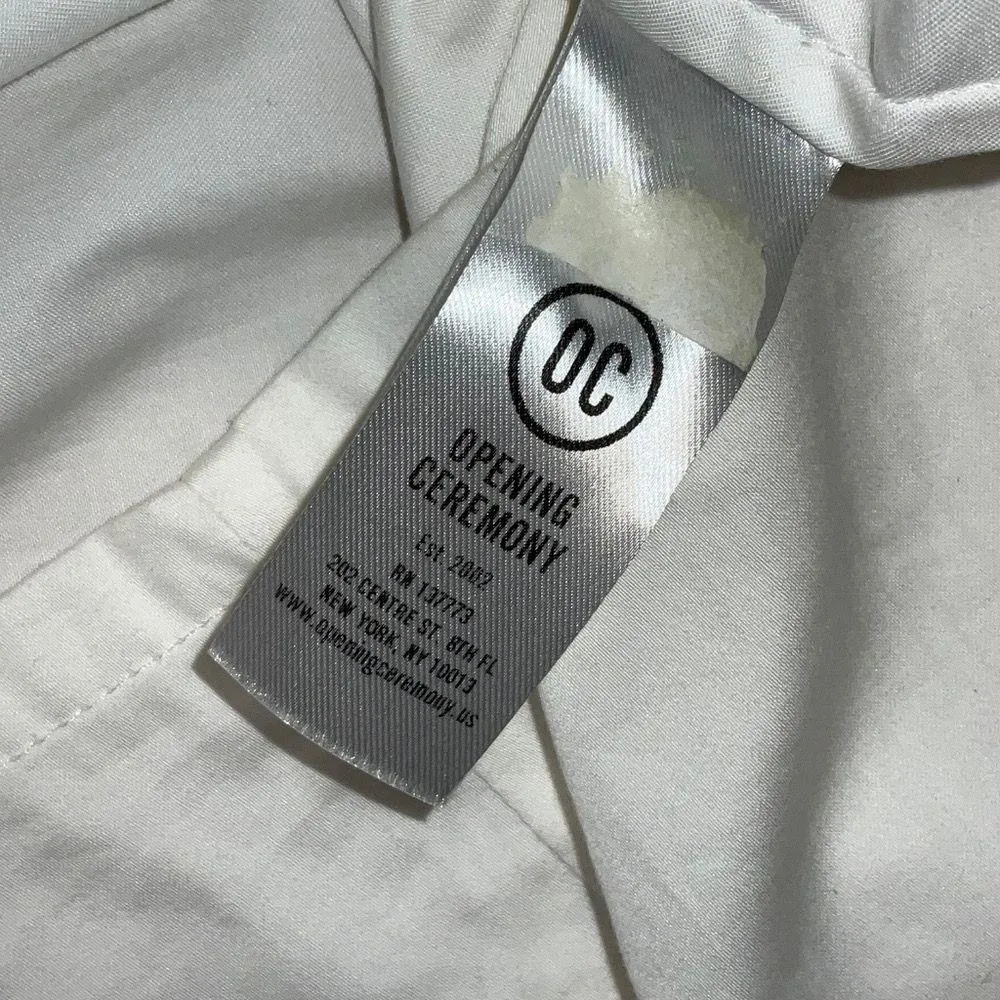 OC
OPENING
CEREMONY
Est. 2002
RN 137773
202 CENTRE ST. 8TH FL
NEW YORK, NY 10013
www.openingceremony.us